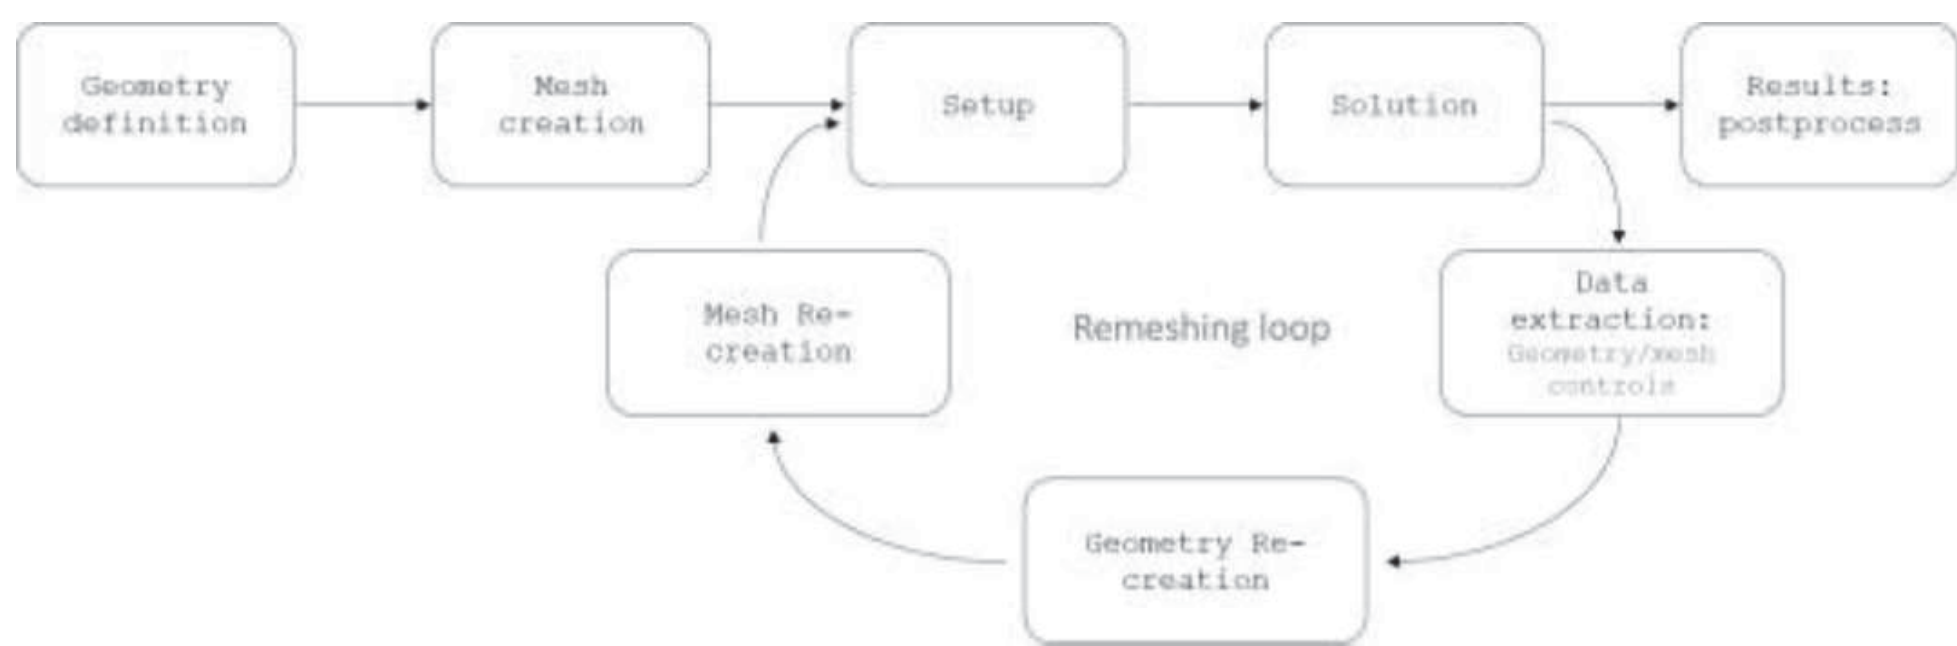 Geometry
definition
Mesh
creation
Setup
Solution
Results:
postprocess
Mesh Re-
creation
Remeshing loop
Data
extraction:
Geometry/mesh
controls
Geometry Re-
creation